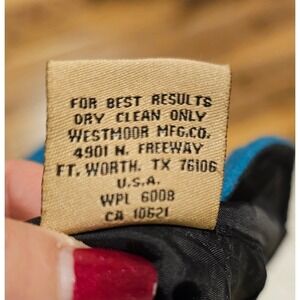 FOR BEST RESULTS
DRY CLEAN ONLY
WESTMOOR MFG.CO.
4901 N. FREEWAY
FT. WORTH. TX 76106
U.S.A.
WPL 6008
CA 10621